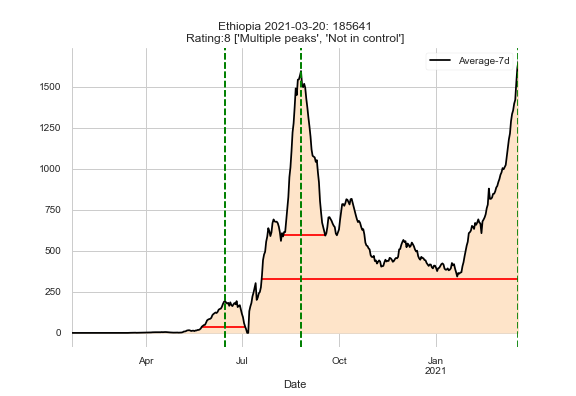 Ethiopia 2021-03-20: 185641
Rating:8 ['Multiple peaks', 'Not in control']
Average-7d
1500
1250
1000
750
500
250
0
Apr
Jul
Oct
Jan
2021
Date